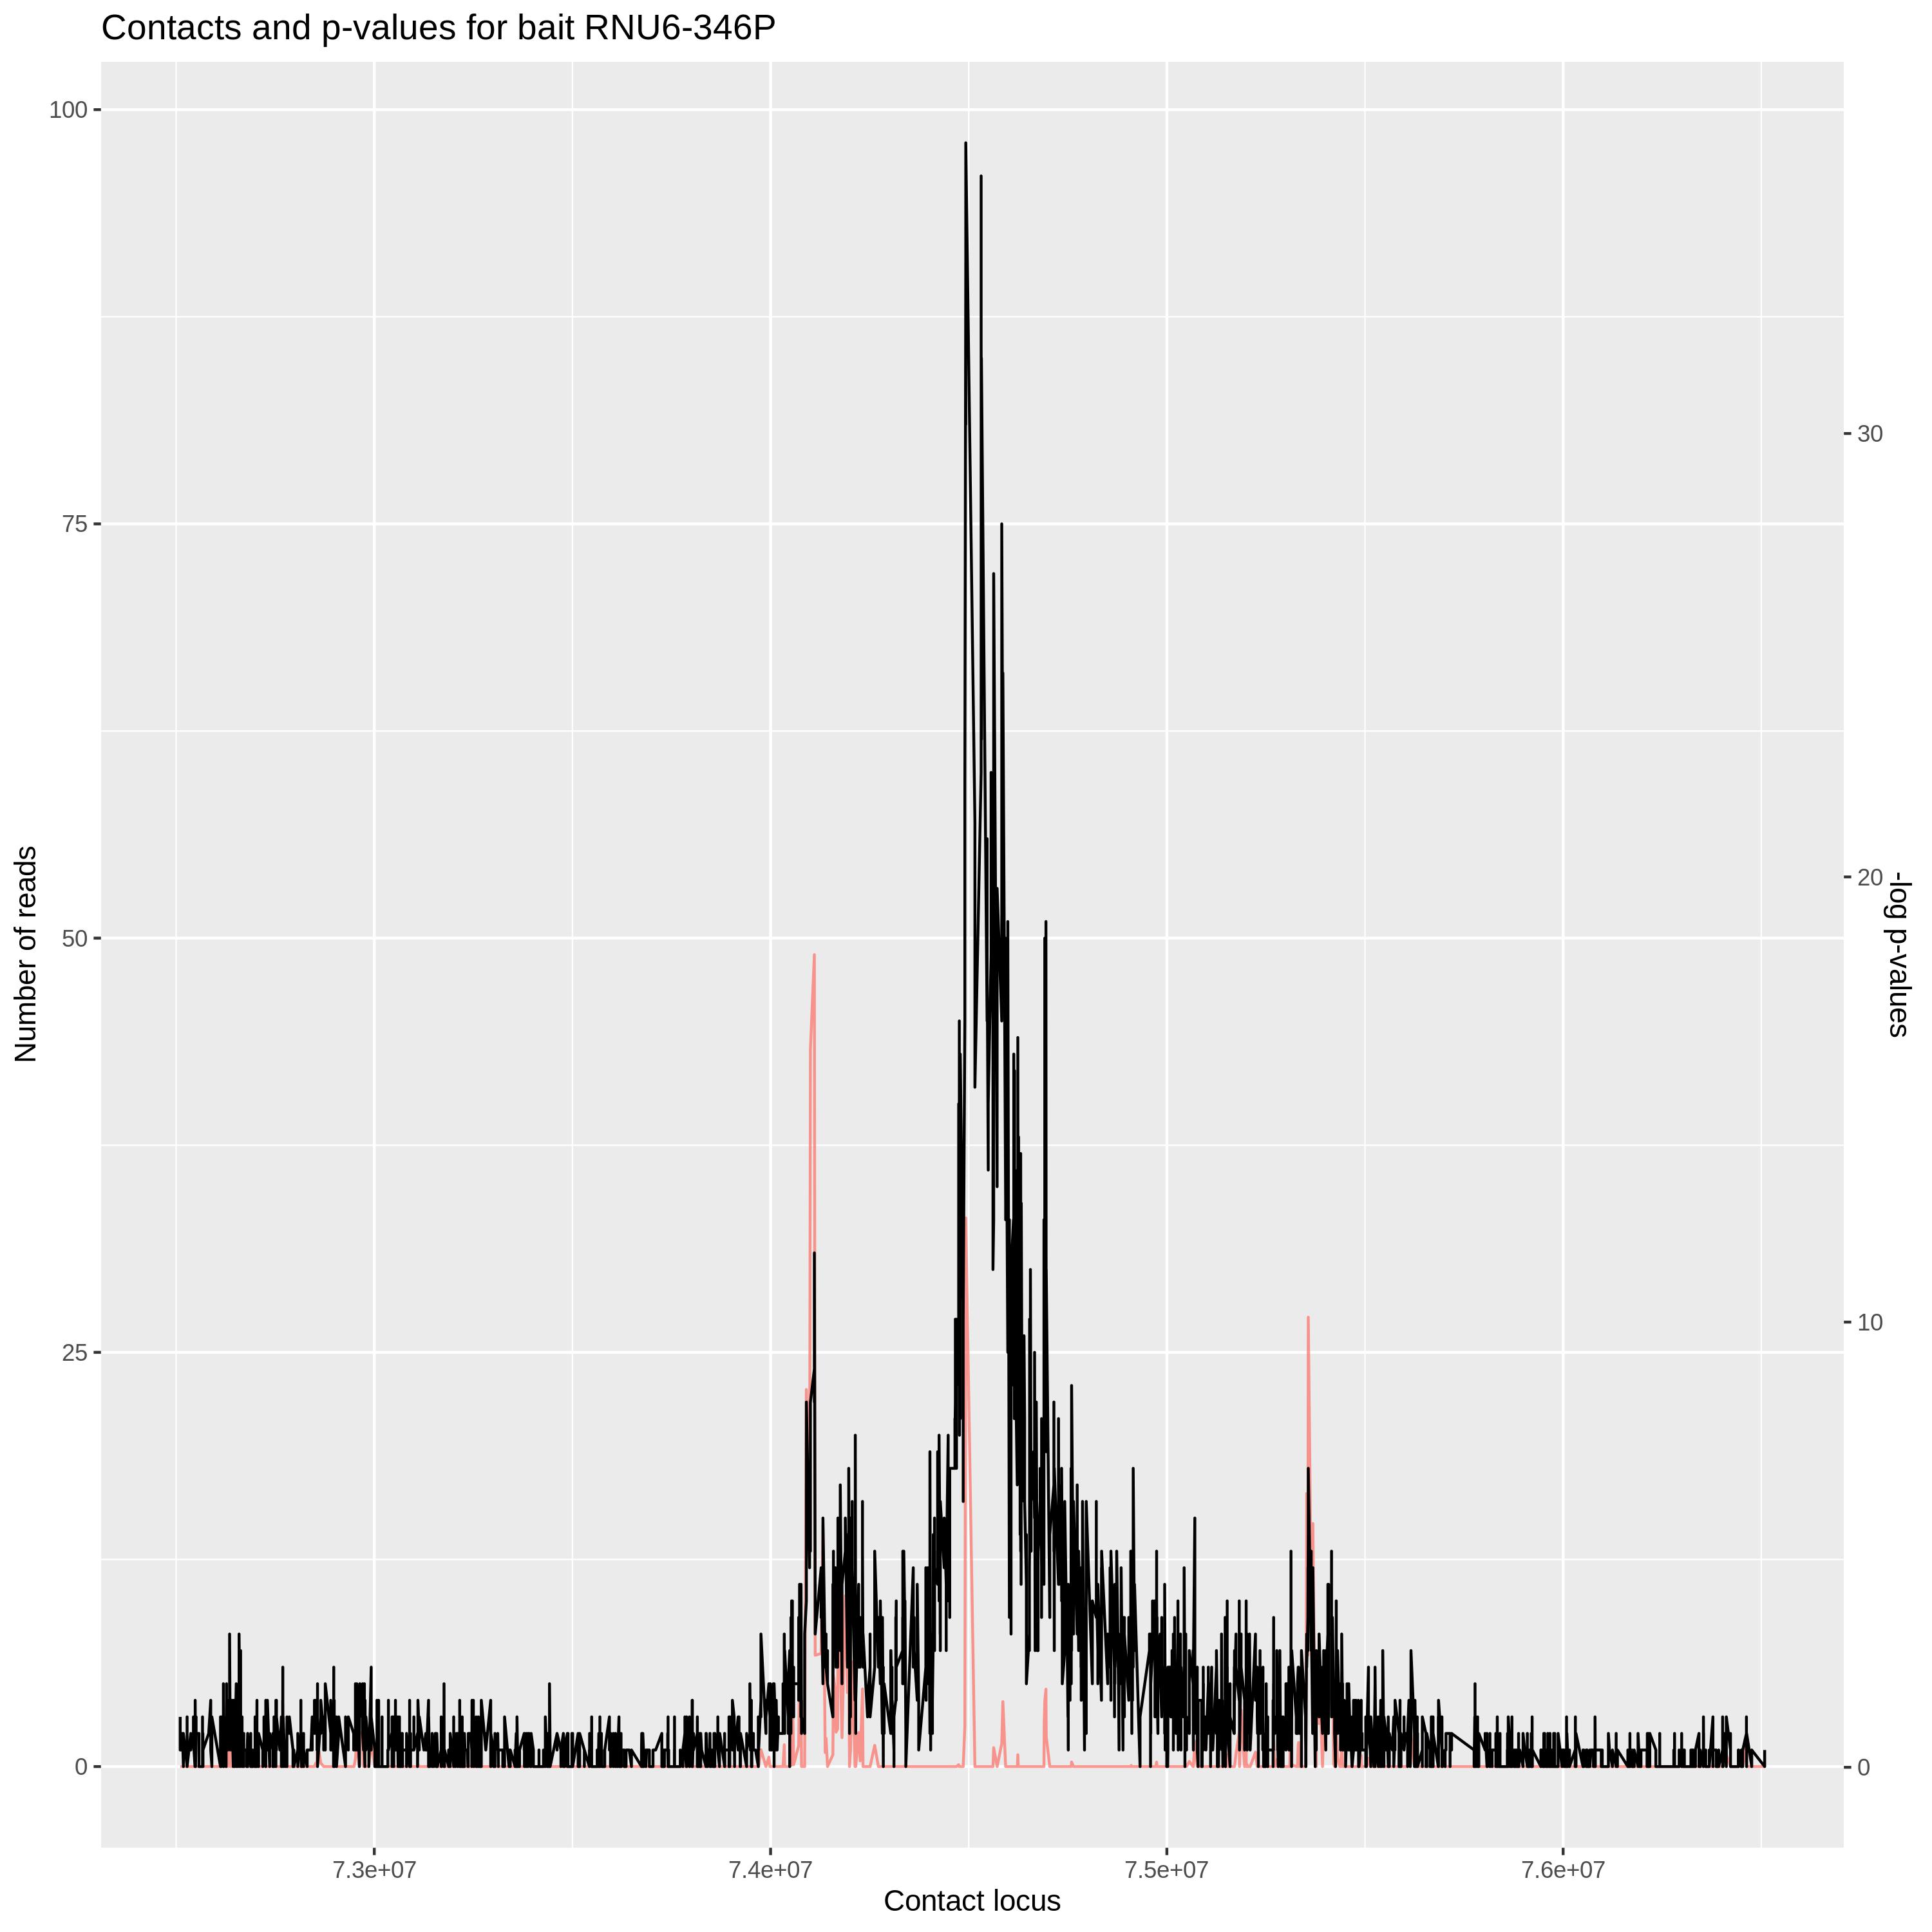 Contacts and p-values for bait RNU6-346P
100
75
50
25
0
Number of reads
30
20
10
0
-log p-values
7.3e+07
7.4e+07
7.5e+07
7.6e+07
Contact locus